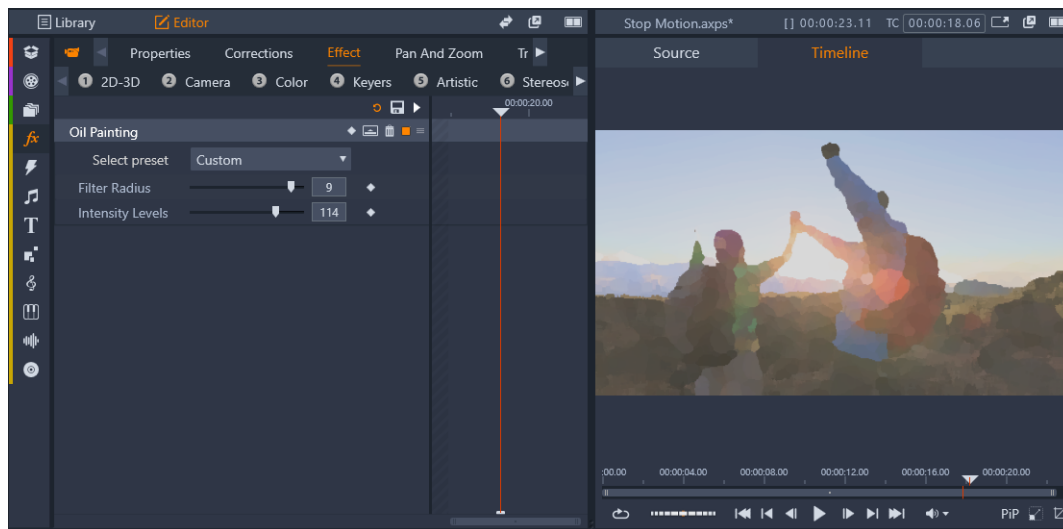 Library Editor
Stop Motion.axps* [ ] 00:00:23.11 TC 00:00:18.06
Properties Corrections Effect Pan And Zoom Tr
1 2D-3D 2 Camera 3 Color 4 Keyers 5 Artistic 6 Stereos
00:00:20.00
Oil Painting
Select preset Custom
Filter Radius 9
Intensity Levels 114
fx
T
Source Timeline
;00.00 00:00:04.00 00:00:08.00 00:00:12.00 00:00:16.00 00:00:20.00
PiP